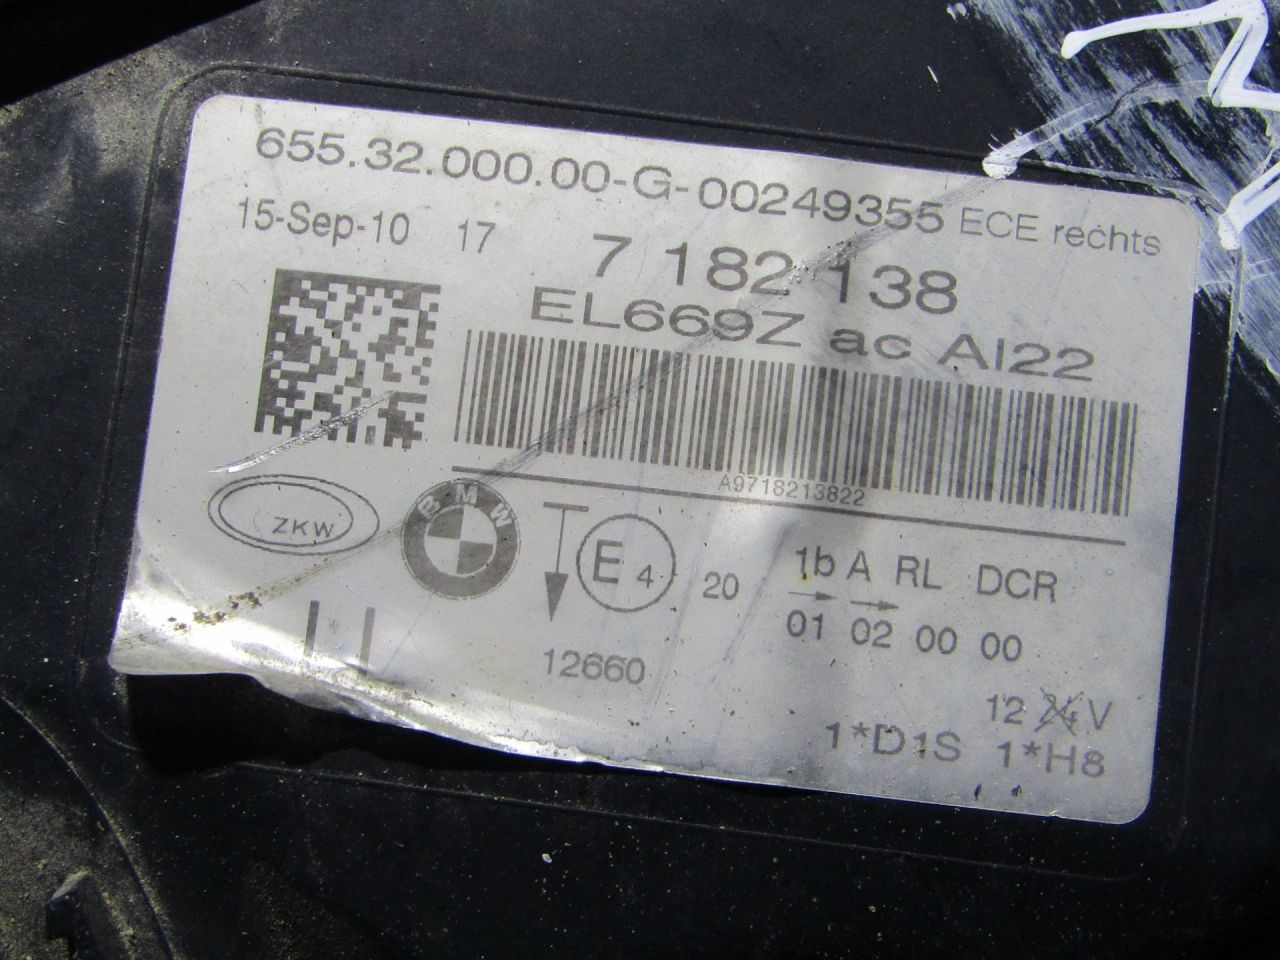 655.32.000.00-G-00249355 ECE rechts
15-Sep-10 17 7 182 138
EL669Z ac AI22
A9718213822
ZKW
BMW
E4 20 1b A RL DCR
01 02 00 00
12660
12 24 V
1*D1S 1*H8